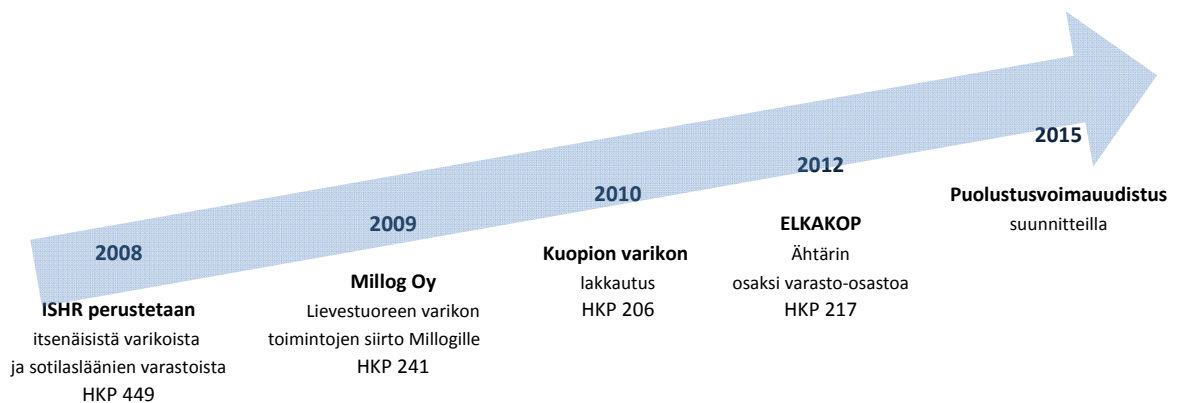 2008
ISHR perustetaan
itsenäisistä varikoista
ja sotilasläänien varastoista
HKP 449
2009
Millog Oy
Lievestuoreen varikon
toimintojen siirto Millogille
HKP 241
2010
Kuopion varikon
lakkautus
HKP 206
2012
ELKAKOP
Ähtärin
osaksi varasto-osastoa
HKP 217
2015
Puolustusvoimauudistus
suunnitteilla